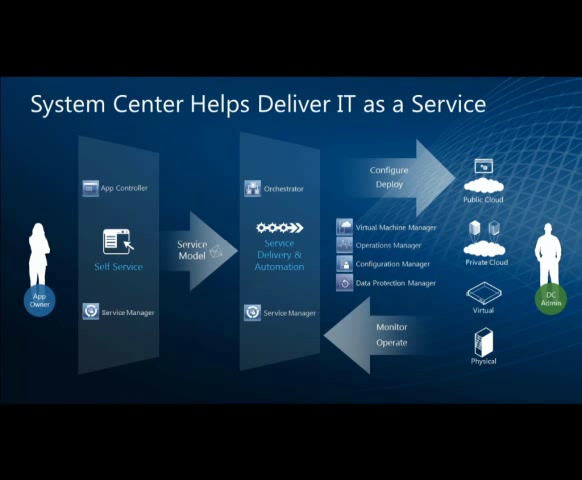 System Center Helps Deliver IT as a Service
App Controller
Self Service
Service Manager
App
Owner
Service
Model
Orchestrator
Service
Delivery &
Automation
Service Manager
Configure
Deploy
Virtual Machine Manager
Operations Manager
Configuration Manager
Data Protection Manager
Monitor
Operate
Public Cloud
Private Cloud
Virtual
Physical
DC
Admin